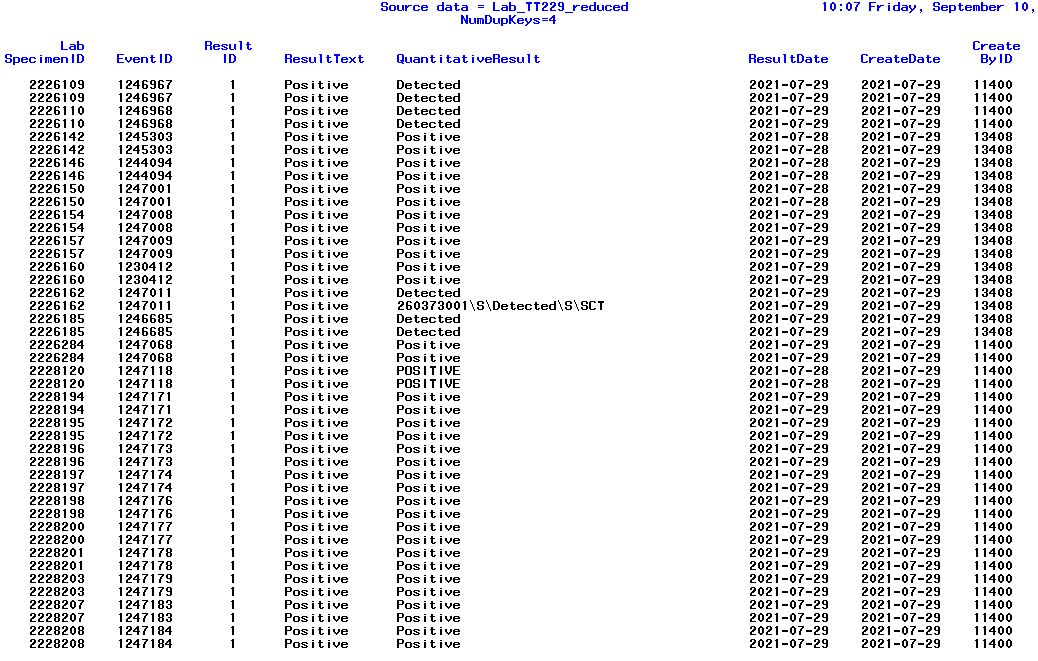 Source data = Lab_TT229_reduced 10:07 Friday, September 10,
NumDupKeys=4
Lab Result Create
SpecimenID EventID ID ResultText QuantitativeResult ResultDate CreateDate ByID
2226109 1246967 1 Positive Detected 2021-07-29 2021-07-29 11400
2226109 1246967 1 Positive Detected 2021-07-29 2021-07-29 11400
2226110 1246968 1 Positive Detected 2021-07-29 2021-07-29 11400
2226110 1246968 1 Positive Detected 2021-07-29 2021-07-29 11400
2226142 1245303 1 Positive Positive 2021-07-28 2021-07-29 13408
2226142 1245303 1 Positive Positive 2021-07-28 2021-07-29 13408
2226146 1244094 1 Positive Positive 2021-07-28 2021-07-29 13408
2226146 1244094 1 Positive Positive 2021-07-28 2021-07-29 13408
2226150 1247001 1 Positive Positive 2021-07-28 2021-07-29 13408
2226150 1247001 1 Positive Positive 2021-07-28 2021-07-29 13408
2226154 1247008 1 Positive Positive 2021-07-29 2021-07-29 13408
2226154 1247008 1 Positive Positive 2021-07-29 2021-07-29 13408
2226157 1247009 1 Positive Positive 2021-07-29 2021-07-29 13408
2226157 1247009 1 Positive Positive 2021-07-29 2021-07-29 13408
2226160 1230412 1 Positive Positive 2021-07-29 2021-07-29 13408
2226160 1230412 1 Positive Positive 2021-07-29 2021-07-29 13408
2226162 1247011 1 Positive Detected 2021-07-29 2021-07-29 13408
2226162 1247011 1 Positive 260373001\S\Detected\S\SCT 2021-07-29 2021-07-29 13408
2226185 1246685 1 Positive Detected 2021-07-29 2021-07-29 13408
2226185 1246685 1 Positive Detected 2021-07-29 2021-07-29 13408
2226284 1247068 1 Positive Positive 2021-07-29 2021-07-29 11400
2226284 1247068 1 Positive Positive 2021-07-29 2021-07-29 11400
2228120 1247118 1 Positive POSITIVE 2021-07-28 2021-07-29 11400
2228120 1247118 1 Positive POSITIVE 2021-07-28 2021-07-29 11400
2228194 1247171 1 Positive Positive 2021-07-29 2021-07-29 11400
2228194 1247171 1 Positive Positive 2021-07-29 2021-07-29 11400
2228195 1247172 1 Positive Positive 2021-07-29 2021-07-29 11400
2228195 1247172 1 Positive Positive 2021-07-29 2021-07-29 11400
2228196 1247173 1 Positive Positive 2021-07-29 2021-07-29 11400
2228196 1247173 1 Positive Positive 2021-07-29 2021-07-29 11400
2228197 1247174 1 Positive Positive 2021-07-29 2021-07-29 11400
2228197 1247174 1 Positive Positive 2021-07-29 2021-07-29 11400
2228198 1247176 1 Positive Positive 2021-07-29 2021-07-29 11400
2228198 1247176 1 Positive Positive 2021-07-29 2021-07-29 11400
2228200 1247177 1 Positive Positive 2021-07-29 2021-07-29 11400
2228200 1247177 1 Positive Positive 2021-07-29 2021-07-29 11400
2228201 1247178 1 Positive Positive 2021-07-29 2021-07-29 11400
2228201 1247178 1 Positive Positive 2021-07-29 2021-07-29 11400
2228203 1247179 1 Positive Positive 2021-07-29 2021-07-29 11400
2228203 1247179 1 Positive Positive 2021-07-29 2021-07-29 11400
2228207 1247183 1 Positive Positive 2021-07-29 2021-07-29 11400
2228207 1247183 1 Positive Positive 2021-07-29 2021-07-29 11400
2228208 1247184 1 Positive Positive 2021-07-29 2021-07-29 11400
2228208 1247184 1 Positive Positive 2021-07-29 2021-07-29 11400